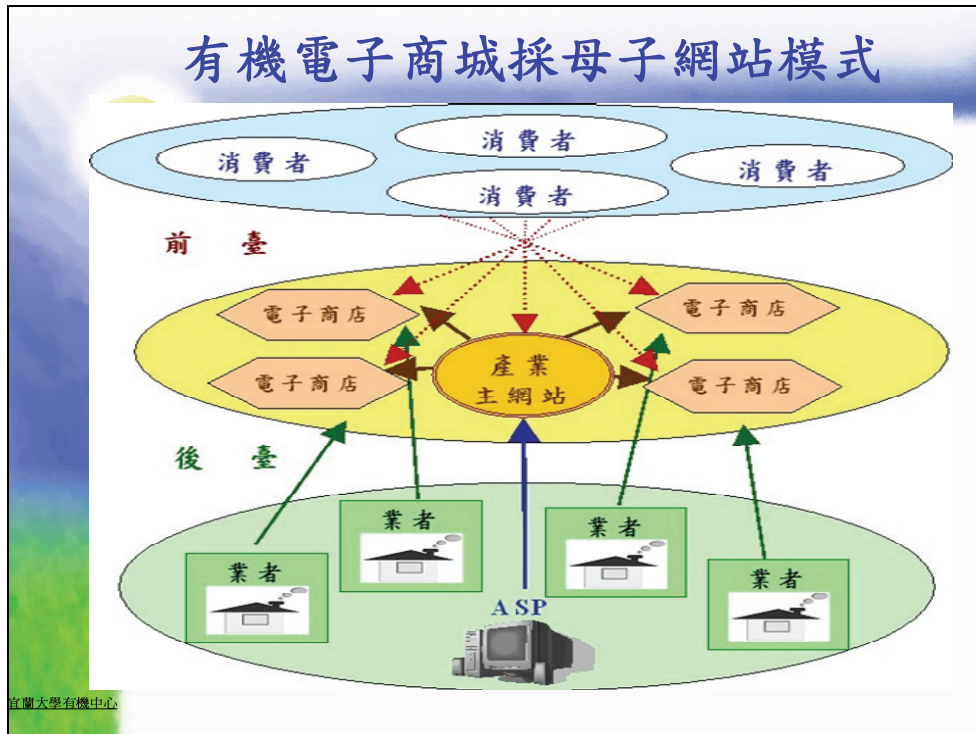 有機電子商城採母子網站模式
消費者
消費者
消費者
消費者
前 臺
電子商店
電子商店
產業
主網站
電子商店
電子商店
後 臺
業者
業者
業者
業者
ASP
宜蘭大學有機中心